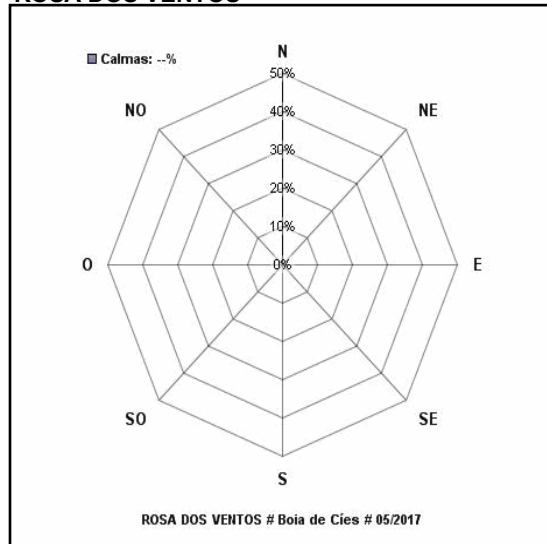 ROSA DOS VENTOS
Calmas: --%
N
50%
NO
NE
40%
30%
20%
10%
O
0%
E
SO
SE
S
ROSA DOS VENTOS # Boia de Cíes # 05/2017